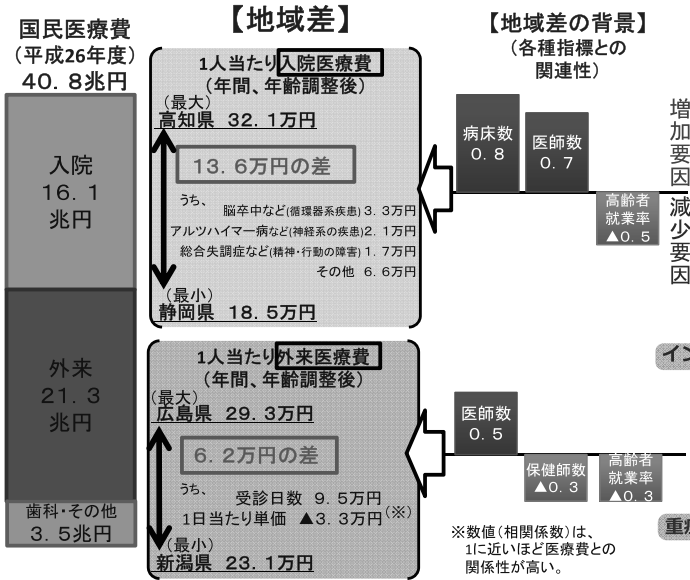 国民医療費
(平成26年度)
４０．８兆円
入院
１６．１
兆円
外来
２１．３
兆円
歯科・その他
３．５兆円
【地域差】
1人当たり入院医療費
(年間、年齢調整後)
(最大)
高知県 ３２．１万円
１３．６万円の差
うち、
脳卒中など(循環器系疾患)３．３万円
アルツハイマー病など(神経系の疾患)２．１万円
総合失調症など(精神・行動の障害)１．７万円
その他 ６．６万円
(最小)
静岡県 １８．５万円
1人当たり外来医療費
(年間、年齢調整後)
(最大)
広島県 ２９．３万円
６．２万円の差
うち、
受診日数 ９．５万円
1日当たり単価 ▲３．３万円(※)
(最小)
新潟県 ２３．１万円
【地域差の背景】
(各種指標との
関連性)
病床数
０．８
医師数
０．７
高齢者
就業率
▲０．５
増加要因
減少要因
イン
医師数
０．５
保健師数
▲０．３
高齢者
就業率
▲０．３
重
※数値(相関係数)は、
1に近いほど医療費との
関係性が高い。